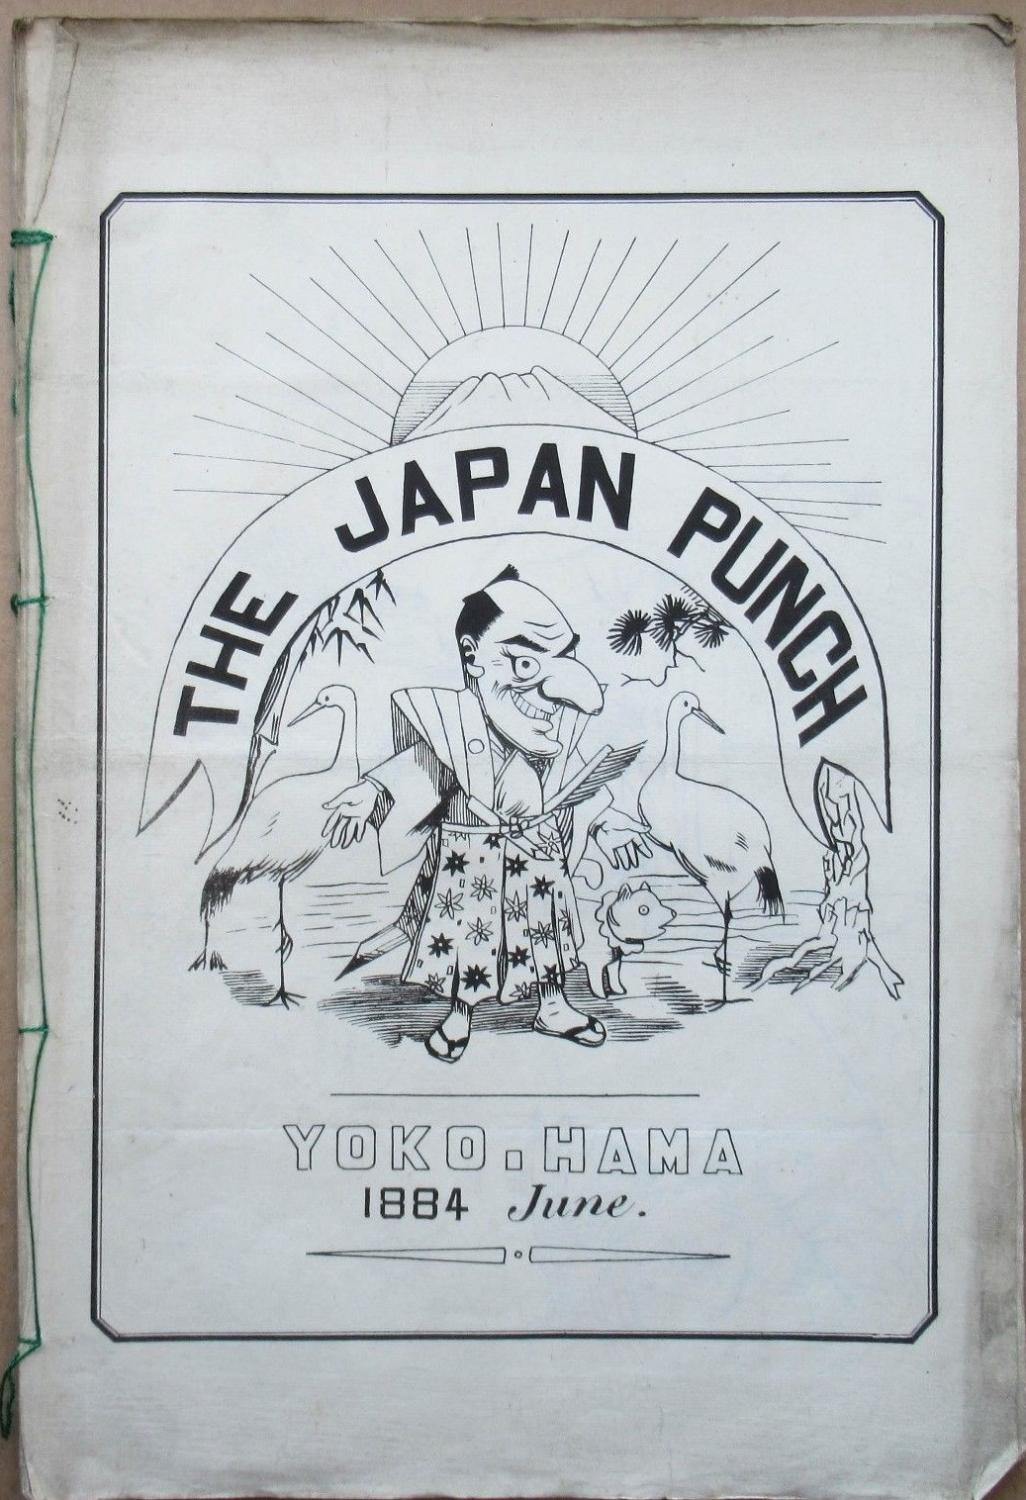 THE JAPAN PUNCH
YOKO.HAMA
1884 June.